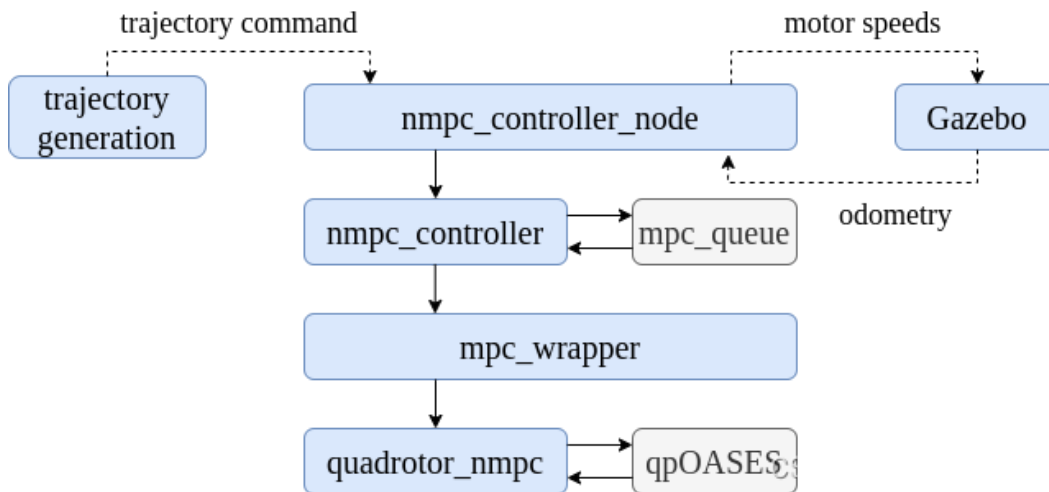 trajectory command
motor speeds
trajectory
generation
nmpc_controller_node
Gazebo
odometry
nmpc_controller
mpc_queue
mpc_wrapper
quadrotor_nmpc
qpOASES